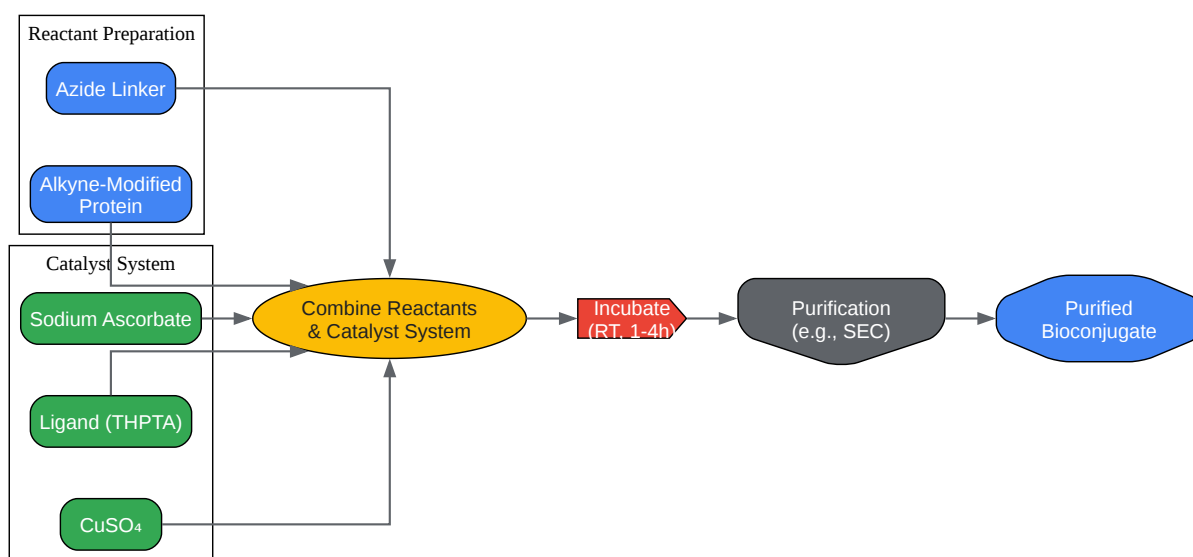 Reactant Preparation
Azide Linker
Alkyne-Modified
Protein
Catalyst System
Sodium Ascorbate
Ligand (THPTA)
CuSO₄
Combine Reactants
& Catalyst System
Incubate
(RT, 1-4h)
Purification
(e.g., SEC)
Purified
Bioconjugate